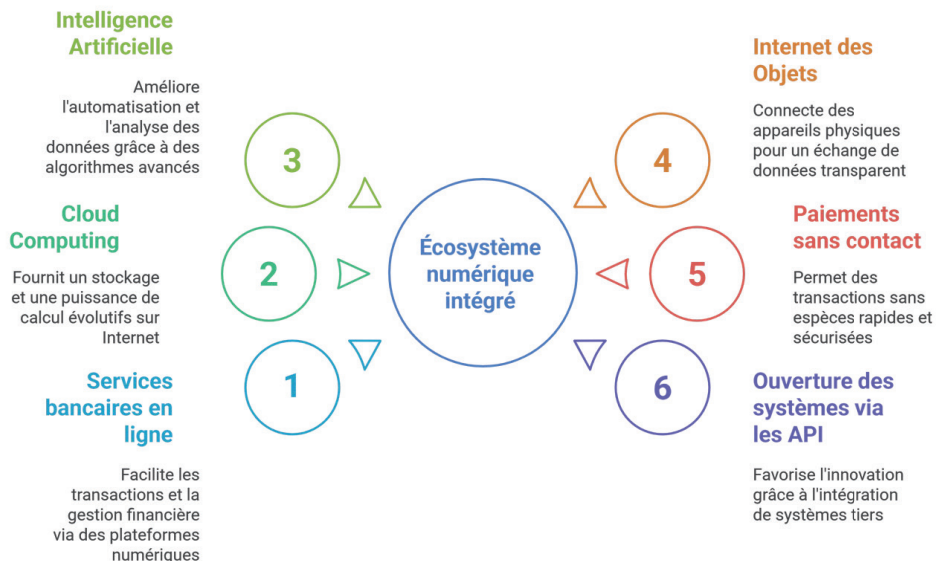 Intelligence
Artificielle
Améliore
l'automatisation et
l'analyse des
données grâce à des
algorithmes avancés
3
Cloud
Computing
Fournit un stockage
et une puissance de
calcul évolutifs sur
Internet
2
Services
bancaires en
ligne
Facilite les
transactions et la
gestion financière
via des plateformes
numériques
1
Écosystème
numérique
intégré
Internet des
Objets
Connecte des
appareils physiques
pour un échange de
données transparent
4
Paiements
sans contact
Permet des
transactions sans
espèces rapides et
sécurisées
5
Ouverture des
systèmes via
les API
Favorise l'innovation
grâce à l'intégration
de systèmes tiers
6